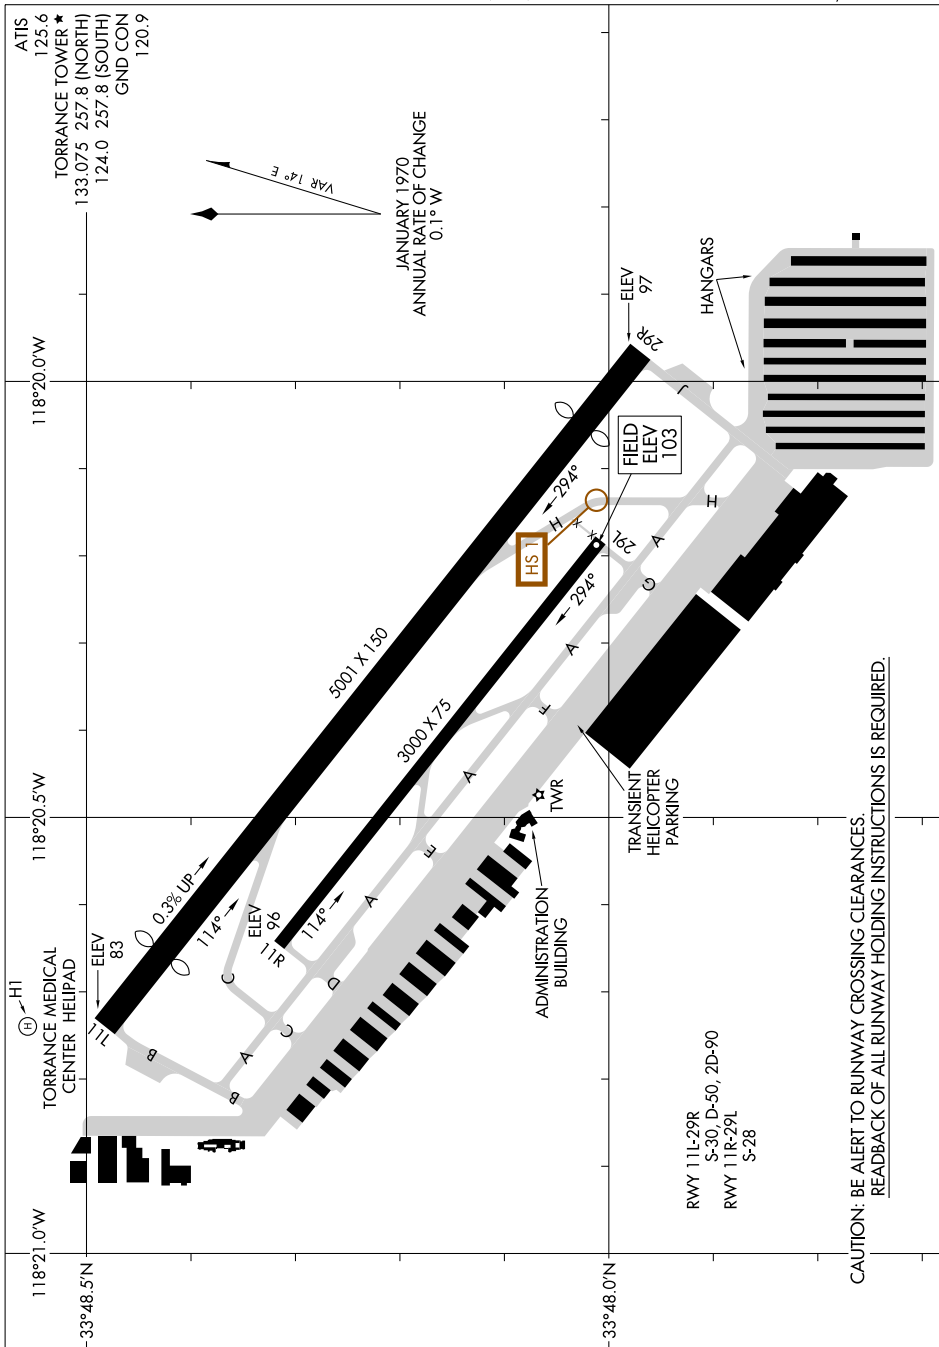 ATIS
125.6
TORRANCE TOWER ★
133.075 257.8 (NORTH)
124.0 257.8 (SOUTH)
GND CON
120.9
VAR 14° E
JANUARY 1970
ANNUAL RATE OF CHANGE
0.1° W
118°21.0'W
118°20.5'W
118°20.0'W
33°48.5'N
33°48.0'N
H
H1
TORRANCE MEDICAL
CENTER HELIPAD
ELEV
83
11L
0.3% UP
114°
5001 X 150
294°
29R
ELEV
97
ELEV
96
11R
114°
3000 X 75
294°
29L
FIELD
ELEV
103
HS 1
X
X
B
B
A
C
C
D
A
E
A
F
A
G
A
H
H
J
HANGARS
TWR
ADMINISTRATION
BUILDING
TRANSIENT
HELICOPTER
PARKING
RWY 11L-29R
S-30, D-50, 2D-90
RWY 11R-29L
S-28
CAUTION: BE ALERT TO RUNWAY CROSSING CLEARANCES.
READBACK OF ALL RUNWAY HOLDING INSTRUCTIONS IS REQUIRED.